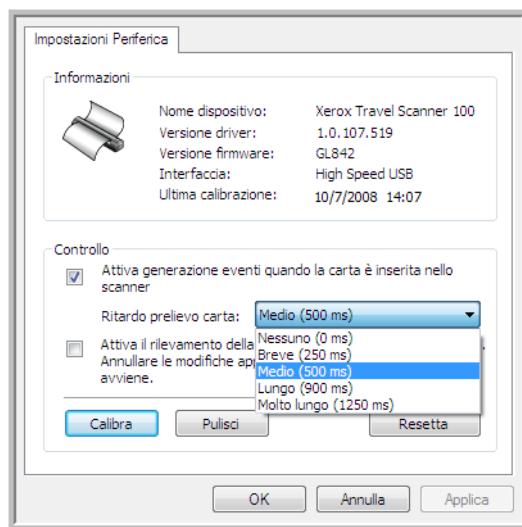 Impostazioni Periferica
Informazioni
Nome dispositivo: Xerox Travel Scanner 100
Versione driver: 1.0.107.519
Versione firmware: GL842
Interfaccia: High Speed USB
Ultima calibrazione: 10/7/2008 14:07
Controllo
Attiva generazione eventi quando la carta è inserita nello
scanner
Ritardo prelievo carta: Medio (500 ms)
Attiva il rilevamento della
Nessuno (0 ms)
Annullare le modifiche
Breve (250 ms)
Medio (500 ms)
avviene.
Lungo (900 ms)
Molto lungo (1250 ms)
Calibra Pulisci Resetta
OK Annulla Applica